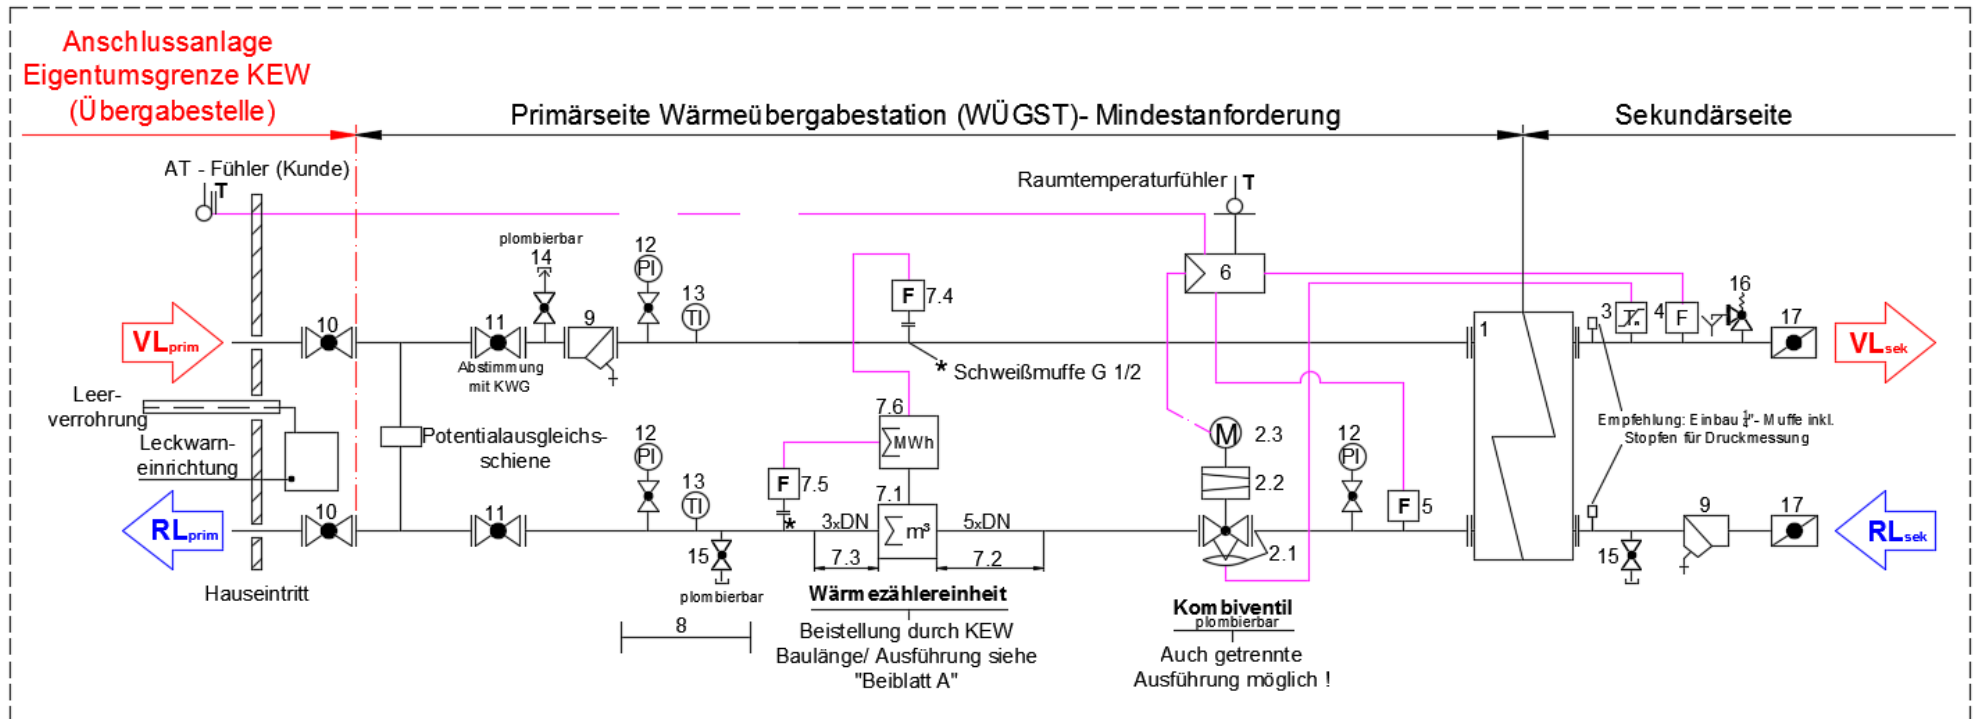 Anschlussanlage
Eigentumsgrenze KEW
(Übergabestelle)
Primärseite Wärmeübergabestation (WÜGST)- Mindestanforderung
Sekundärseite
AT - Fühler (Kunde)
T
Raumtemperaturfühler
T
plombierbar
14
12
PI
13
TI
10
11
9
Abstimmung
mit KWG
F
7.4
* Schweißmuffe G 1/2
6
1
3
4
F
16
17
VLprim
VLsek
Leer-
verrohrung
Leckwarn-
einrichtung
Potentialausgleichs-
schiene
12
PI
13
TI
F
7.5
*
7.6
∑MWh
7.1
∑m³
3xDN
5xDN
7.3
7.2
M
2.3
2.2
2.1
12
PI
F
5
Empfehlung: Einbau ½"- Muffe inkl.
Stopfen für Druckmessung
9
17
15
RLprim
10
11
15
plombierbar
RLsek
Hauseintritt
8
Wärmezählereinheit
Beistellung durch KEW
Baulänge/ Ausführung siehe
"Beiblatt A"
Kombiventil
plombierbar
Auch getrennte
Ausführung möglich !